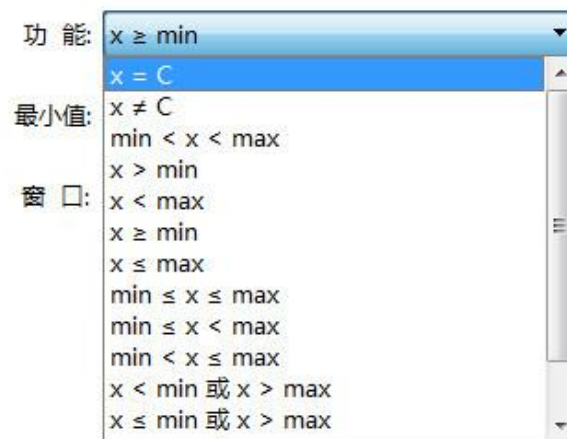 功 能: x ≥ min
x = C
最小值: x ≠ C
min < x < max
x > min
窗 口: x < max
x ≥ min
x ≤ max
min ≤ x ≤ max
min ≤ x < max
min < x ≤ max
x < min 或 x > max
x ≤ min 或 x > max